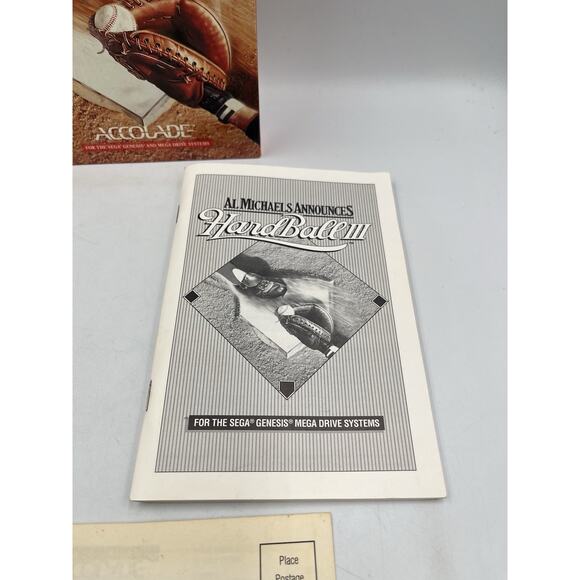 ACCOLADE™
FOR THE SEGA® GENESIS® AND MEGA DRIVE SYSTEMS
AL MICHAELS ANNOUNCES
HardBall III
FOR THE SEGA® GENESIS® MEGA DRIVE SYSTEMS
Place
Postage